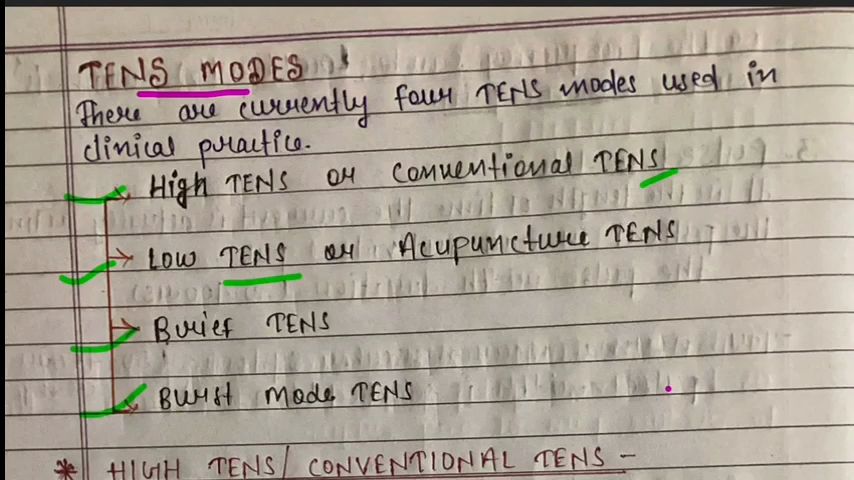 TENS MODES
There are currently four TENS modes used in
clinical practice.
High TENS or Conventional TENS
Low TENS or Acupuncture TENS
Brief TENS
Burst Mode TENS
* HIGH TENS/ CONVENTIONAL TENS -